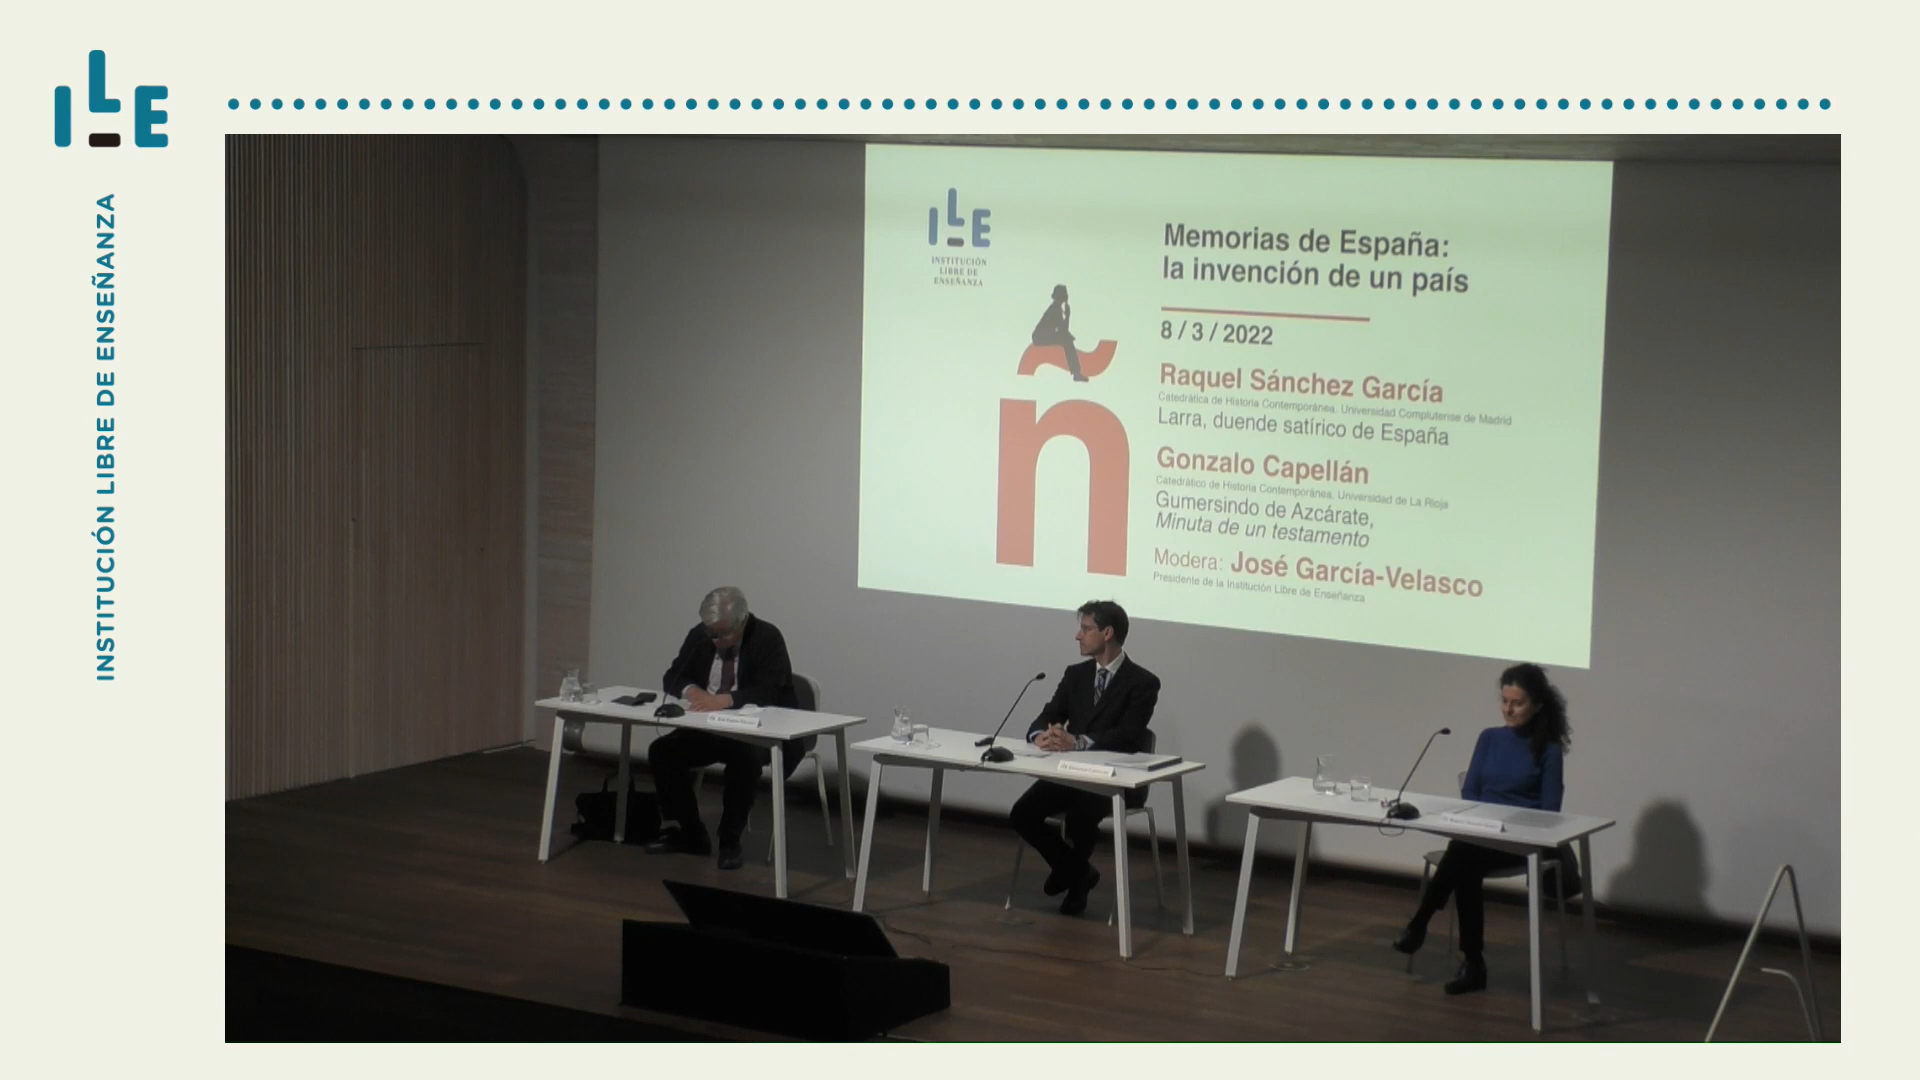 ILE
INSTITUCIÓN LIBRE DE ENSEÑANZA
ILE
INSTITUCIÓN
LIBRE DE
ENSEÑANZA
ñ
Memorias de España:
la invención de un país
8 / 3 / 2022
Raquel Sánchez García
Catedrática de Historia Contemporánea. Universidad Complutense de Madrid
Larra, duende satírico de España
Gonzalo Capellán
Catedrático de Historia Contemporánea. Universidad de La Rioja
Gumersindo de Azcárate,
Minuta de un testamento
Modera: José García-Velasco
Presidente de la Institución Libre de Enseñanza